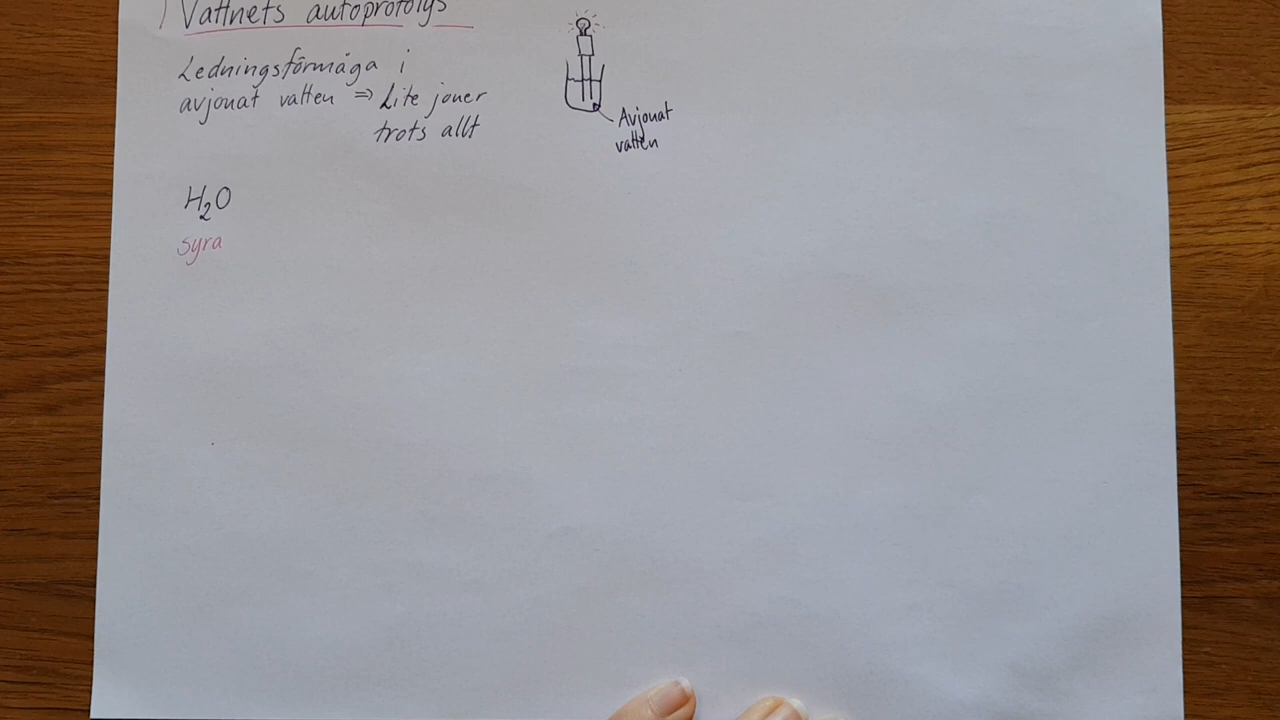 Vattnets autoprotolys
Ledningsförmåga i
avjonat vatten ⇒ Lite joner
trots allt
Avjonat
vatten
H₂O
syra